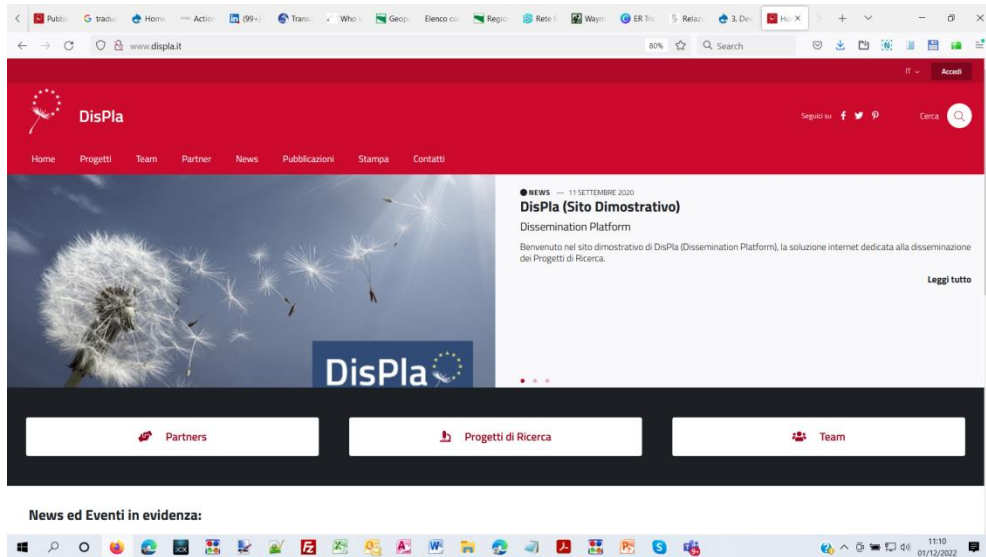 Pubbl
G traduc
Home
Action
(99+)
Transl
Who
Geopo
Elenco co
Regio
Rete
Waym
ER Tra
Relaz
3. De
Ho
www.displa.it
80%
Search
IT
Accedi
DisPla
Seguici su
Cerca
Home Progetti Team Partner News Pubblicazioni Stampa Contatti
NEWS — 11 SETTEMBRE 2020
DisPla (Sito Dimostrativo)
Dissemination Platform
Benvenuto nel sito dimostrativo di DisPla (Dissemination Platform), la soluzione internet dedicata alla disseminazione
dei Progetti di Ricerca.
Leggi tutto
DisPla
Partners
Progetti di Ricerca
Team
News ed Eventi in evidenza:
11:10
01/12/2022